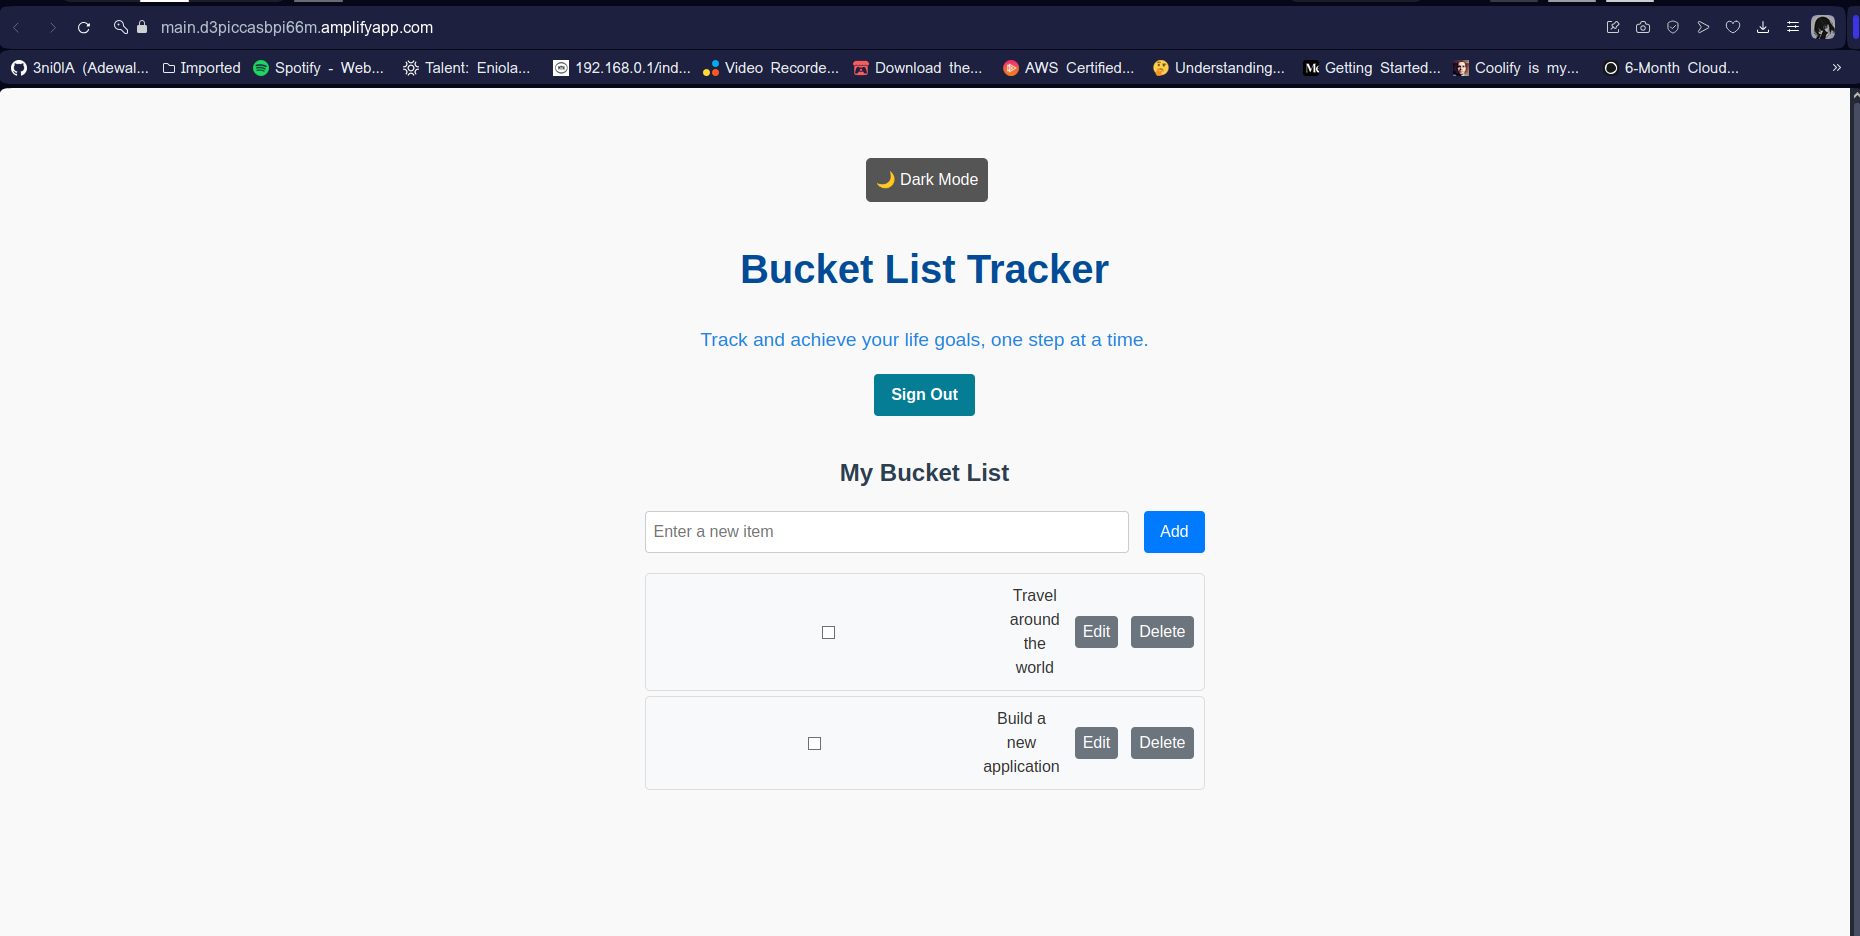 main.d3piccasbpi66m.amplifyapp.com
3ni0lA (Adewal... Imported Spotify - Web... Talent: Eniola... 192.168.0.1/ind... Video Recorde... Download the... AWS Certified... Understanding... Getting Started... Coolify is my... 6-Month Cloud... »
🌙 Dark Mode
Bucket List Tracker
Track and achieve your life goals, one step at a time.
Sign Out
My Bucket List
Enter a new item Add
Travel
around
the
world
Edit Delete
Build a
new
application
Edit Delete